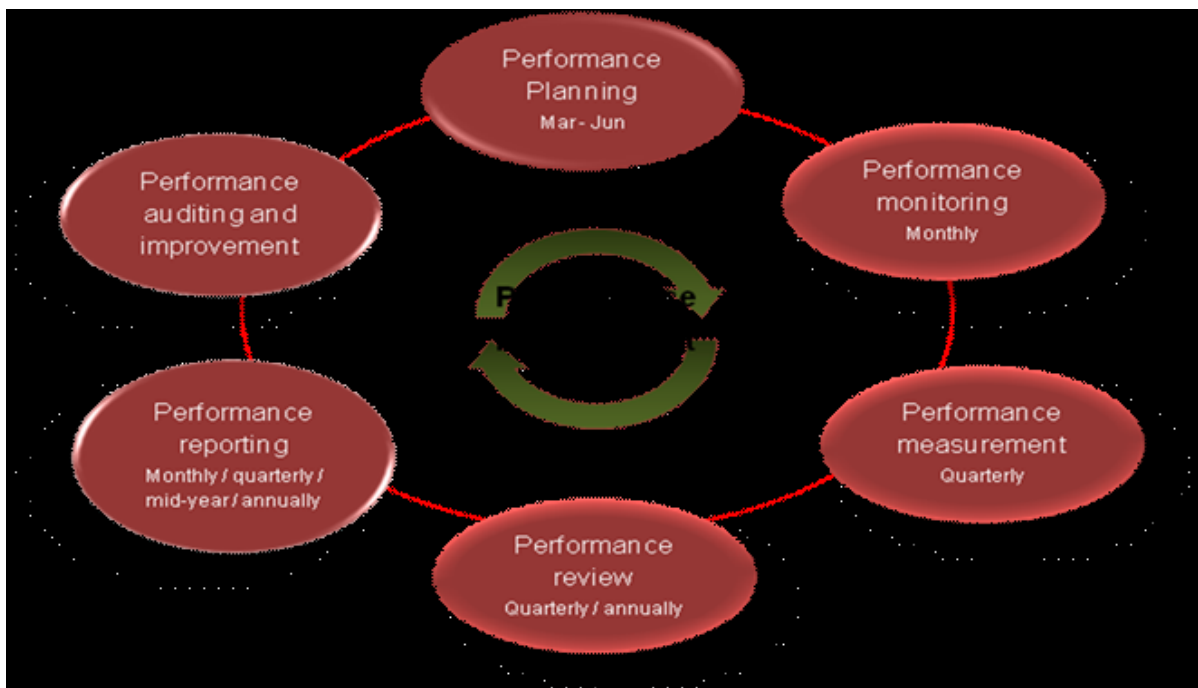 Performance
Planning
Mar - Jun
Performance
monitoring
Monthly
Performance
measurement
Quarterly
Performance
review
Quarterly / annually
Performance
reporting
Monthly / quarterly /
mid-year / annually
Performance
auditing and
improvement